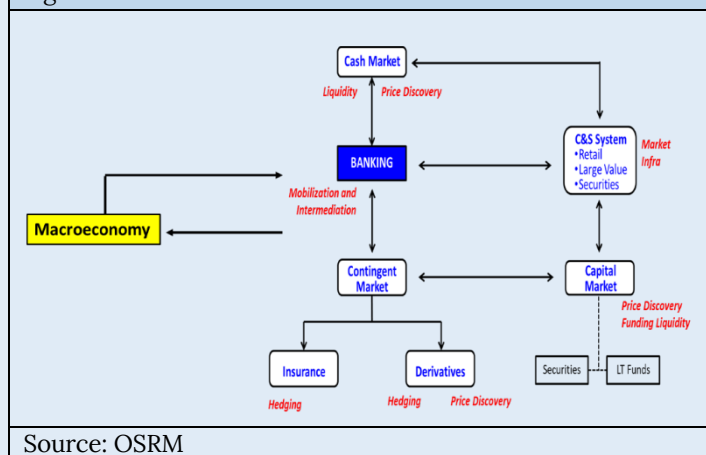 Cash Market
Liquidity Price Discovery
C&S System
•Retail
•Large Value
•Securities
Market
Infra
BANKING
Mobilization and
Intermediation
Macroeconomy
Contingent
Market
Capital
Market
Price Discovery
Funding Liquidity
Insurance
Derivatives
Securities
LT Funds
Hedging
Hedging Price Discovery
Source: OSRM